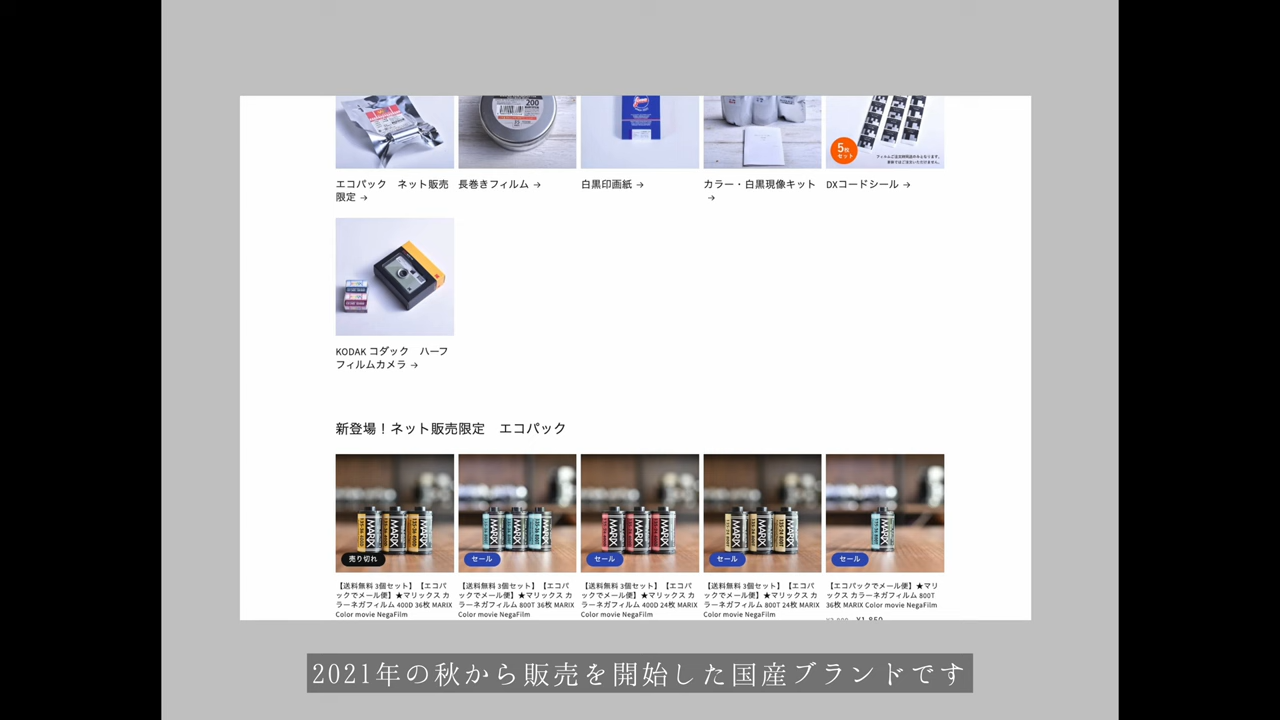 200
5枚
セット
エコパック　ネット販売
限定 →
長巻きフィルム →
白黒印画紙 →
カラー・白黒現像キット
→
DXコードシール →
KODAK コダック　ハーフ
フィルムカメラ →
新登場！ネット販売限定　エコパック
MARIX
MARIX
MARIX
MARIX
MARIX
売り切れ
セール
セール
セール
セール
【送料無料 3個セット】【エコパ
ックでメール便】★マリックス カ
ラーネガフィルム 400D 36枚 MARIX
Color movie NegaFilm
【送料無料 3個セット】【エコパ
ックでメール便】★マリックス カ
ラーネガフィルム 800T 36枚 MARIX
Color movie NegaFilm
【送料無料 3個セット】【エコパ
ックでメール便】★マリックス カ
ラーネガフィルム 400D 24枚 MARIX
Color movie NegaFilm
【送料無料 3個セット】【エコパ
ックでメール便】★マリックス カ
ラーネガフィルム 800T 24枚 MARIX
Color movie NegaFilm
【エコパックでメール便】★マリ
ックス カラーネガフィルム 800T
36枚 MARIX Color movie NegaFilm
2021年の秋から販売を開始した国産ブランドです